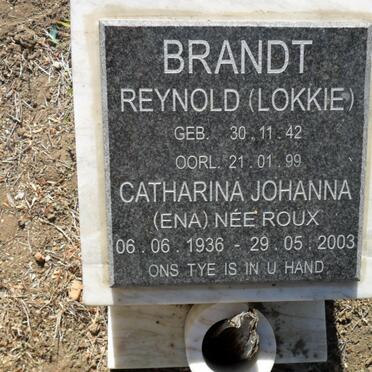 BRANDT
REYNOLD (LOKKIE)
GEB. 30.11.42
OORL. 21.01.99
CATHARINA JOHANNA
(ENA) NÉE ROUX
06.06.1936 - 29.05.2003
ONS TYE IS IN U HAND